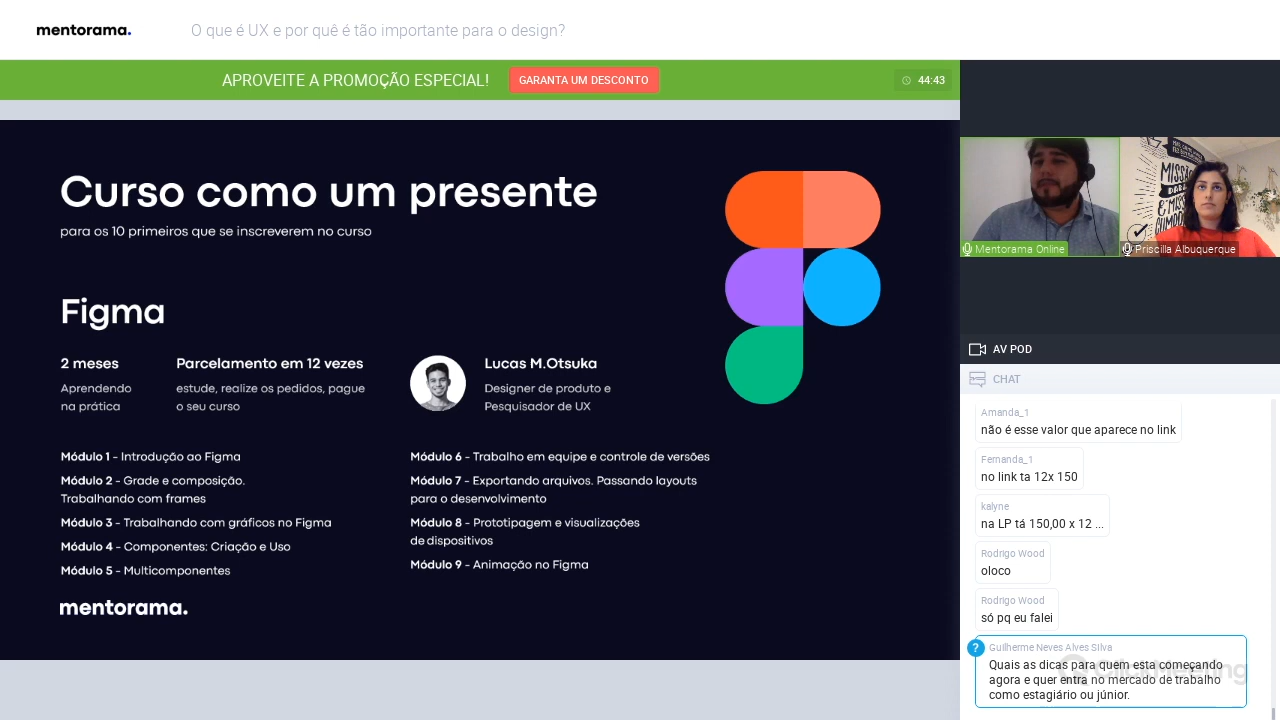 mentorama.
O que é UX e por quê é tão importante para o design?
APROVEITE A PROMOÇÃO ESPECIAL!
GARANTA UM DESCONTO
44:43
Curso como um presente
para os 10 primeiros que se inscreverem no curso
Figma
2 meses
Aprendendo
na prática
Parcelamento em 12 vezes
estude, realize os pedidos, pague
o seu curso
Lucas M.Otsuka
Designer de produto e
Pesquisador de UX
Módulo 1 - Introdução ao Figma
Módulo 2 - Grade e composição.
Trabalhando com frames
Módulo 3 - Trabalhando com gráficos no Figma
Módulo 4 - Componentes: Criação e Uso
Módulo 5 - Multicomponentes
Módulo 6 - Trabalho em equipe e controle de versões
Módulo 7 - Exportando arquivos. Passando layouts
para o desenvolvimento
Módulo 8 - Prototipagem e visualizações
de dispositivos
Módulo 9 - Animação no Figma
mentorama.
MISSÃO
Mentorama Online
Priscilla Albuquerque
AV POD
CHAT
Amanda_1
não é esse valor que aparece no link
Fernanda_1
no link ta 12x 150
kalyne
na LP tá 150,00 x 12 ...
Rodrigo Wood
oloco
Rodrigo Wood
só pq eu falei
?
Guilherme Neves Alves SIlva
Quais as dicas para quem esta começando
agora e quer entra no mercado de trabalho
como estagiário ou júnior.
ClickMeeting